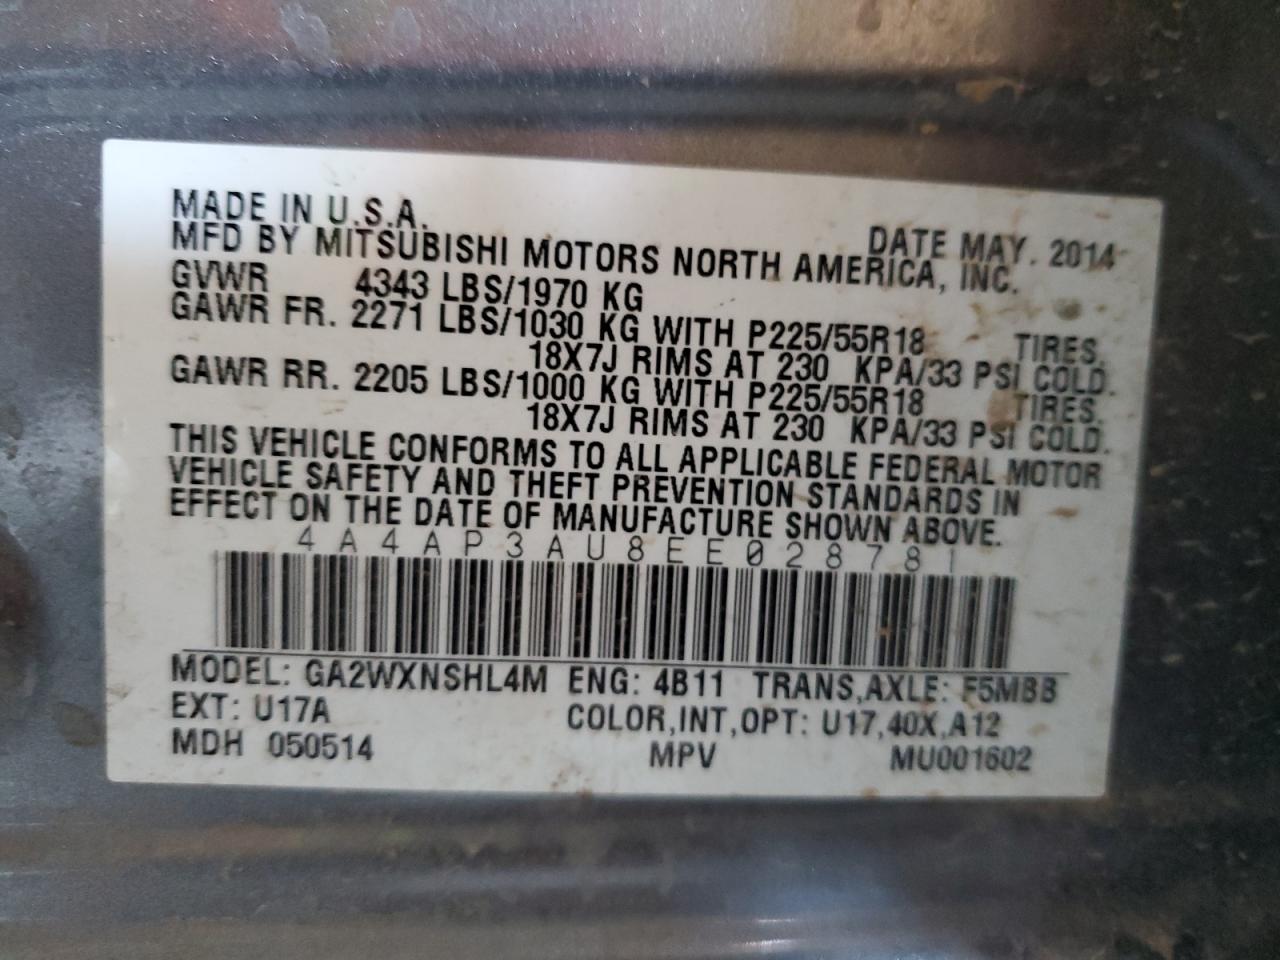 MADE IN U.S.A. DATE MAY. 2014
MFD BY MITSUBISHI MOTORS NORTH AMERICA, INC.
GVWR 4343 LBS/1970 KG
GAWR FR. 2271 LBS/1030 KG WITH P225/55R18 TIRES,
18X7J RIMS AT 230 KPA/33 PSI COLD.
GAWR RR. 2205 LBS/1000 KG WITH P225/55R18 TIRES,
18X7J RIMS AT 230 KPA/33 PSI COLD.
THIS VEHICLE CONFORMS TO ALL APPLICABLE FEDERAL MOTOR
VEHICLE SAFETY AND THEFT PREVENTION STANDARDS IN
EFFECT ON THE DATE OF MANUFACTURE SHOWN ABOVE.
4A4AP3AU8EE028781
MODEL: GA2WXNSHL4M ENG: 4B11 TRANS,AXLE: F5MBB
EXT: U17A COLOR,INT,OPT: U17,40X,A12
MDH 050514 MPV MU001602